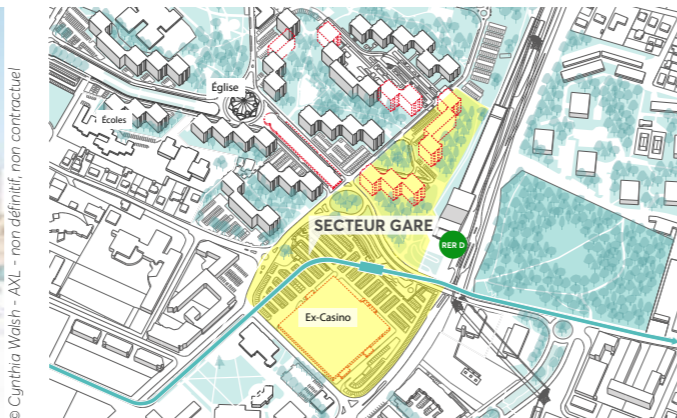 © Cynthia Walsh - AXL - non définitif, non contractuel
Église
Écoles
SECTEUR GARE
RER D
Ex-Casino